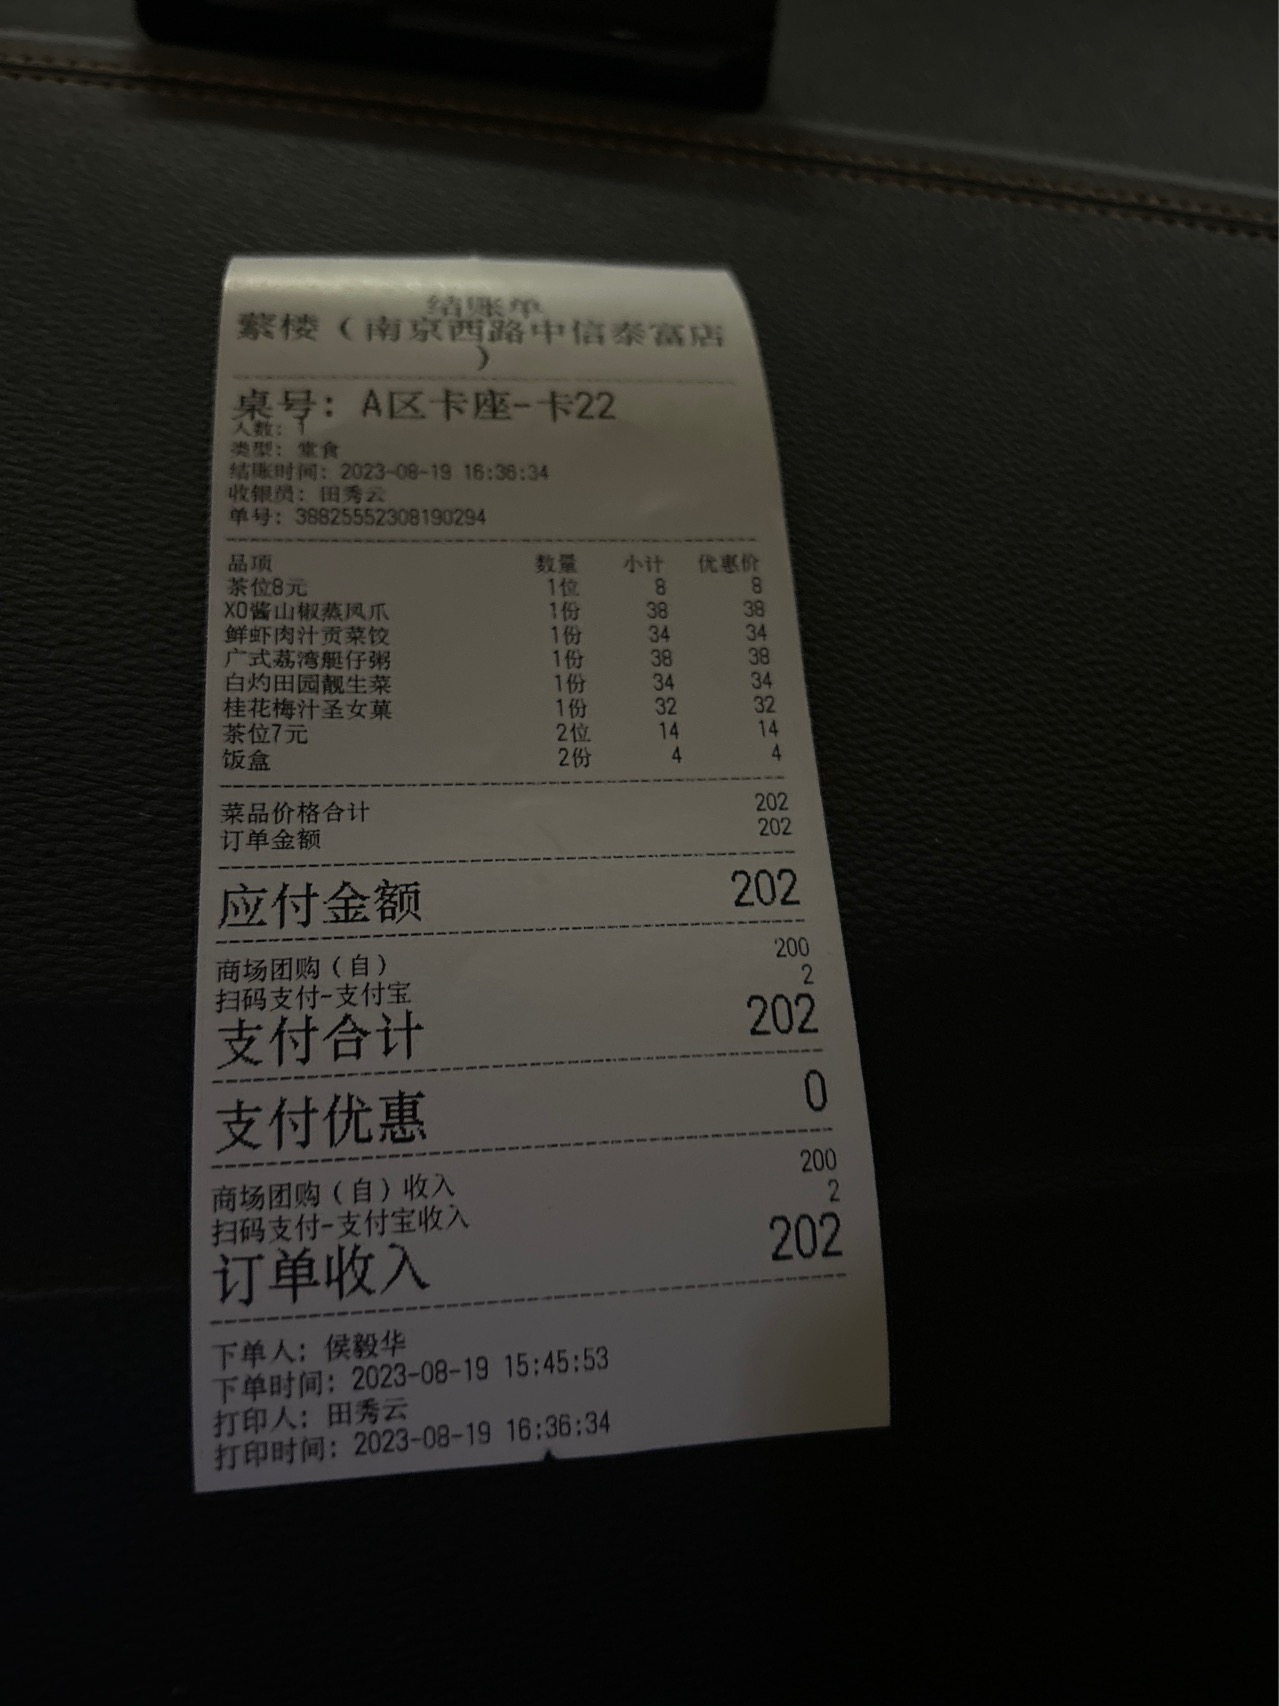 结账单
蘩楼（南京西路中信泰富店
）
桌号: A区卡座-卡22
人数: 1
类型: 堂食
结账时间: 2023-08-19 16:36:34
收银员: 田秀云
单号: 38825552308190294
品项 数量 小计 优惠价
茶位8元 1位 8 8
XO酱山椒蒸凤爪 1份 38 38
鲜虾肉汁贡菜饺 1份 34 34
广式荔湾艇仔粥 1份 38 38
白灼田园靓生菜 1份 34 34
桂花梅汁圣女菓 1份 32 32
茶位7元 2位 14 14
饭盒 2份 4 4
菜品价格合计 202
订单金额 202
应付金额 202
商场团购（自） 200
扫码支付-支付宝 2
支付合计 202
支付优惠 0
商场团购（自）收入 200
扫码支付-支付宝收入 2
订单收入 202
下单人: 侯毅华
下单时间: 2023-08-19 15:45:53
打印人: 田秀云
打印时间: 2023-08-19 16:36:34